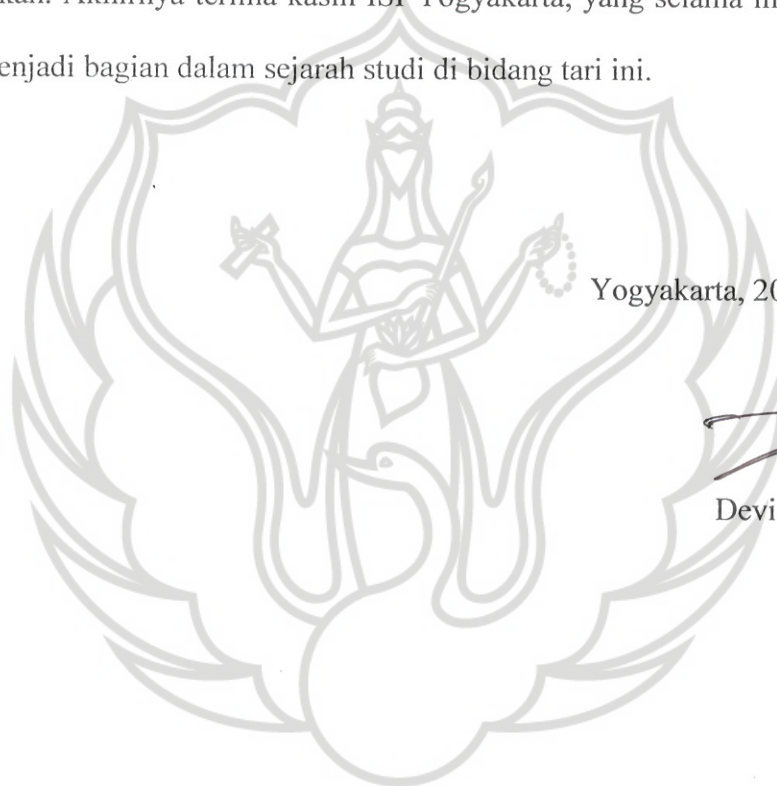 kan. Akhirnya terima kasih ISI Yogyakarta, yang selama
enjadi bagian dalam sejarah studi di bidang tari ini.
Yogyakarta, 20
Devi